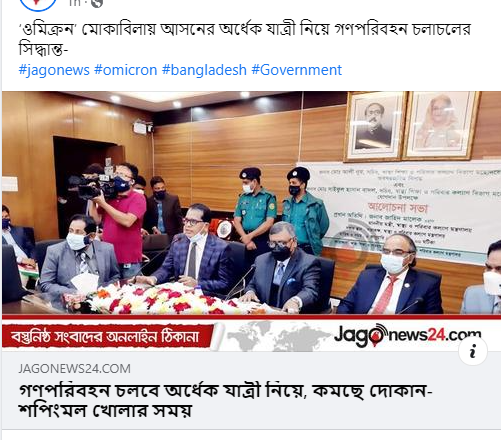 1h
‘ওমিক্রন’ মোকাবিলায় আসনের অর্ধেক যাত্রী নিয়ে গণপরিবহন চলাচলের
সিদ্ধান্ত-
#jagonews #omicron #bangladesh #Government
এবং
আলোচনা সভা
বস্তুনিষ্ঠ সংবাদের অনলাইন ঠিকানা
Jagonews24.com
JAGONEWS24.COM
গণপরিবহন চলবে অর্ধেক যাত্রী নিয়ে, কমছে দোকান-
শপিংমল খোলার সময়